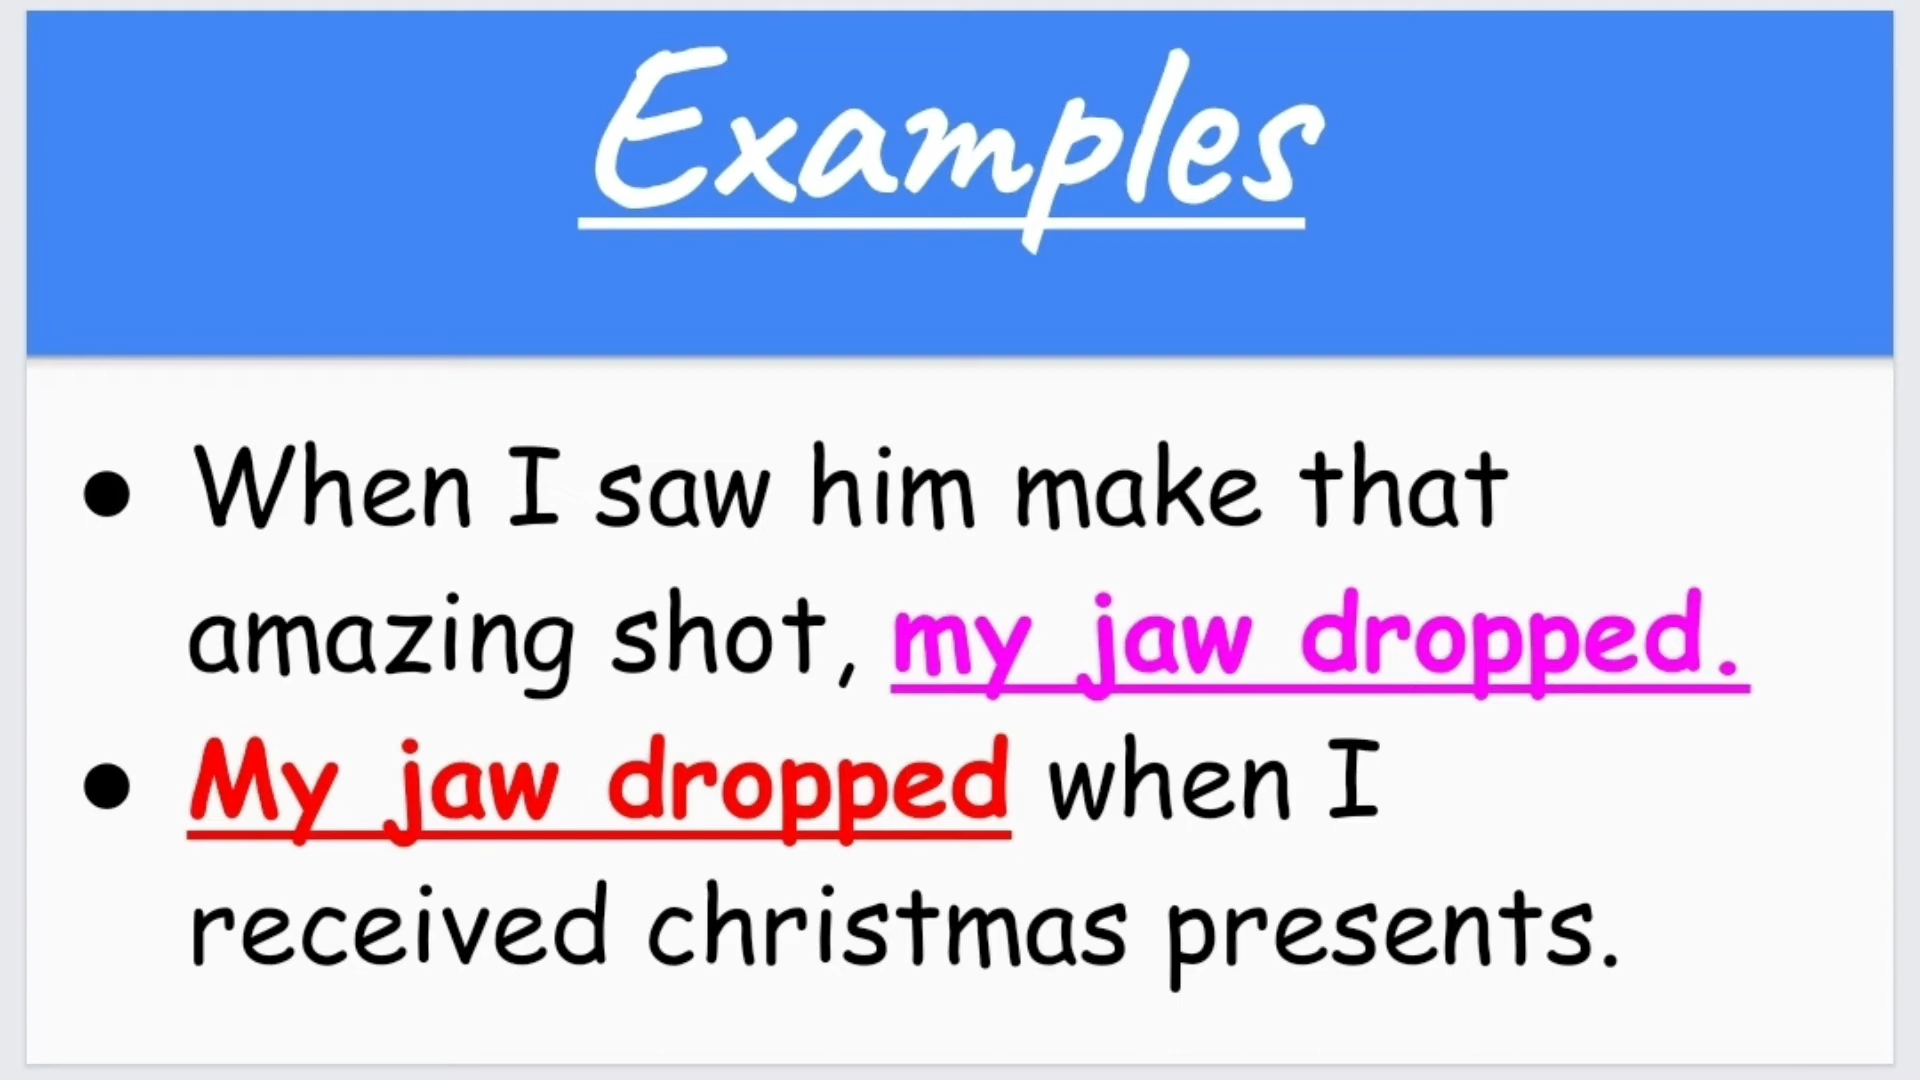 Examples
● When I saw him make that
amazing shot, my jaw dropped.
● My jaw dropped when I
received christmas presents.